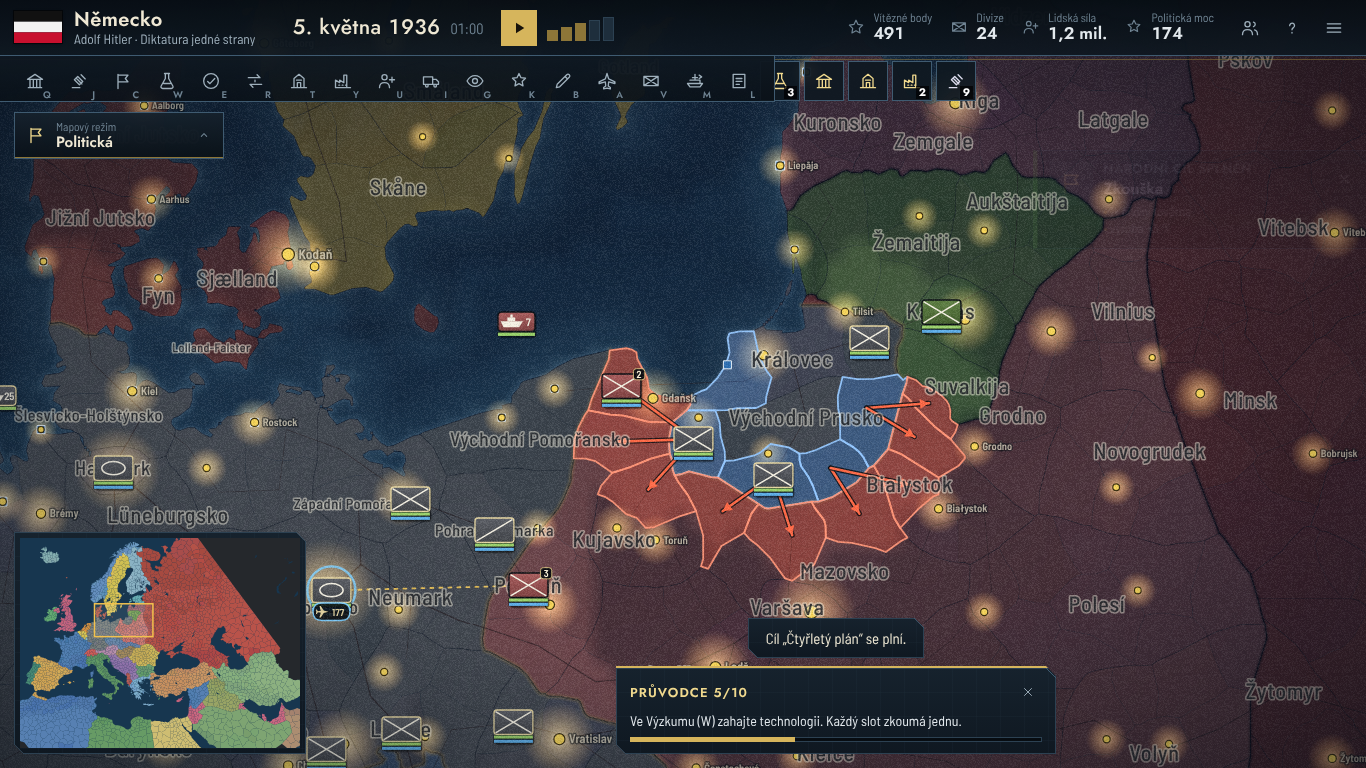 Německo
Adolf Hitler · Diktatura jedné strany
5. května 1936 01:00
Vítězné body
491
Divize
24
Lidská síla
1,2 mil.
Politická moc
174
?
Q J C W E R T Y U I G K B A V M L
3
2
9
Mapový režim
Politická
Pskov
Aalborg
Riga
Kuronsko
Zemgale
Latgale
Liepāja
Skåne
Aarhus
Jižní Jutsko
Aukštaitija
Žemaitija
Vitebsk
Kodaň
Sjælland
Fyn
Tilsit
Vilnius
7
Lolland-Falster
Královec
Suvalkija
Grodno
Minsk
2
Gdaňsk
Kiel
25
Šlesvicko-Holštýnsko
Rostock
Východní Prusko
Východní Pomořansko
Grodno
Novogrudek
Bobrujsk
Białystok
Białystok
Západní Pomořa
Brémy
Lüneburgsko
Kujavsko
Toruň
Mazovsko
3
Neumark
177
Varšava
Polesí
Cíl „Čtyřletý plán“ se plní.
PRŮVODCE 5/10
Ve Výzkumu (W) zahajte technologii. Každý slot zkoumá jednu.
Žytomyr
Vratislav
Volyň
Kielce